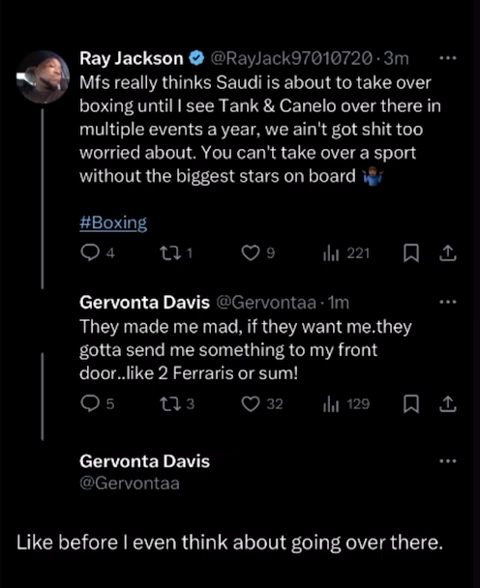 Ray Jackson @RayJack97010720 · 3m
Mfs really thinks Saudi is about to take over
boxing until I see Tank & Canelo over there in
multiple events a year, we ain't got shit too
worried about. You can't take over a sport
without the biggest stars on board 🤷🏾‍♂️
#Boxing
4 1 9 221
Gervonta Davis @Gervontaa · 1m
They made me mad, if they want me.they
gotta send me something to my front
door..like 2 Ferraris or sum!
5 3 32 129
Gervonta Davis
@Gervontaa
Like before I even think about going over there.